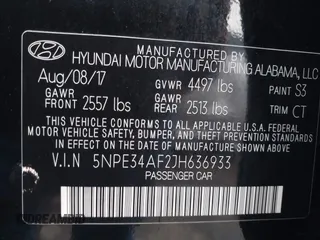 MANUFACTURED BY
HYUNDAI MOTOR MANUFACTURING ALABAMA, LLC
Aug/08/17 GVWR 4497 lbs PAINT S3
GAWR FRONT 2557 lbs GAWR REAR 2513 lbs TRIM CT
THIS VEHICLE CONFORMS TO ALL APPLICABLE
U.S. FEDERAL MOTOR VEHICLE SAFETY, BUMPER,
AND THEFT PREVENTION STANDARDS
IN EFFECT ON THE DATE OF MANUFACTURE
SHOWN ABOVE.
V.I.N 5NPE34AF2JH636933
PASSENGER CAR